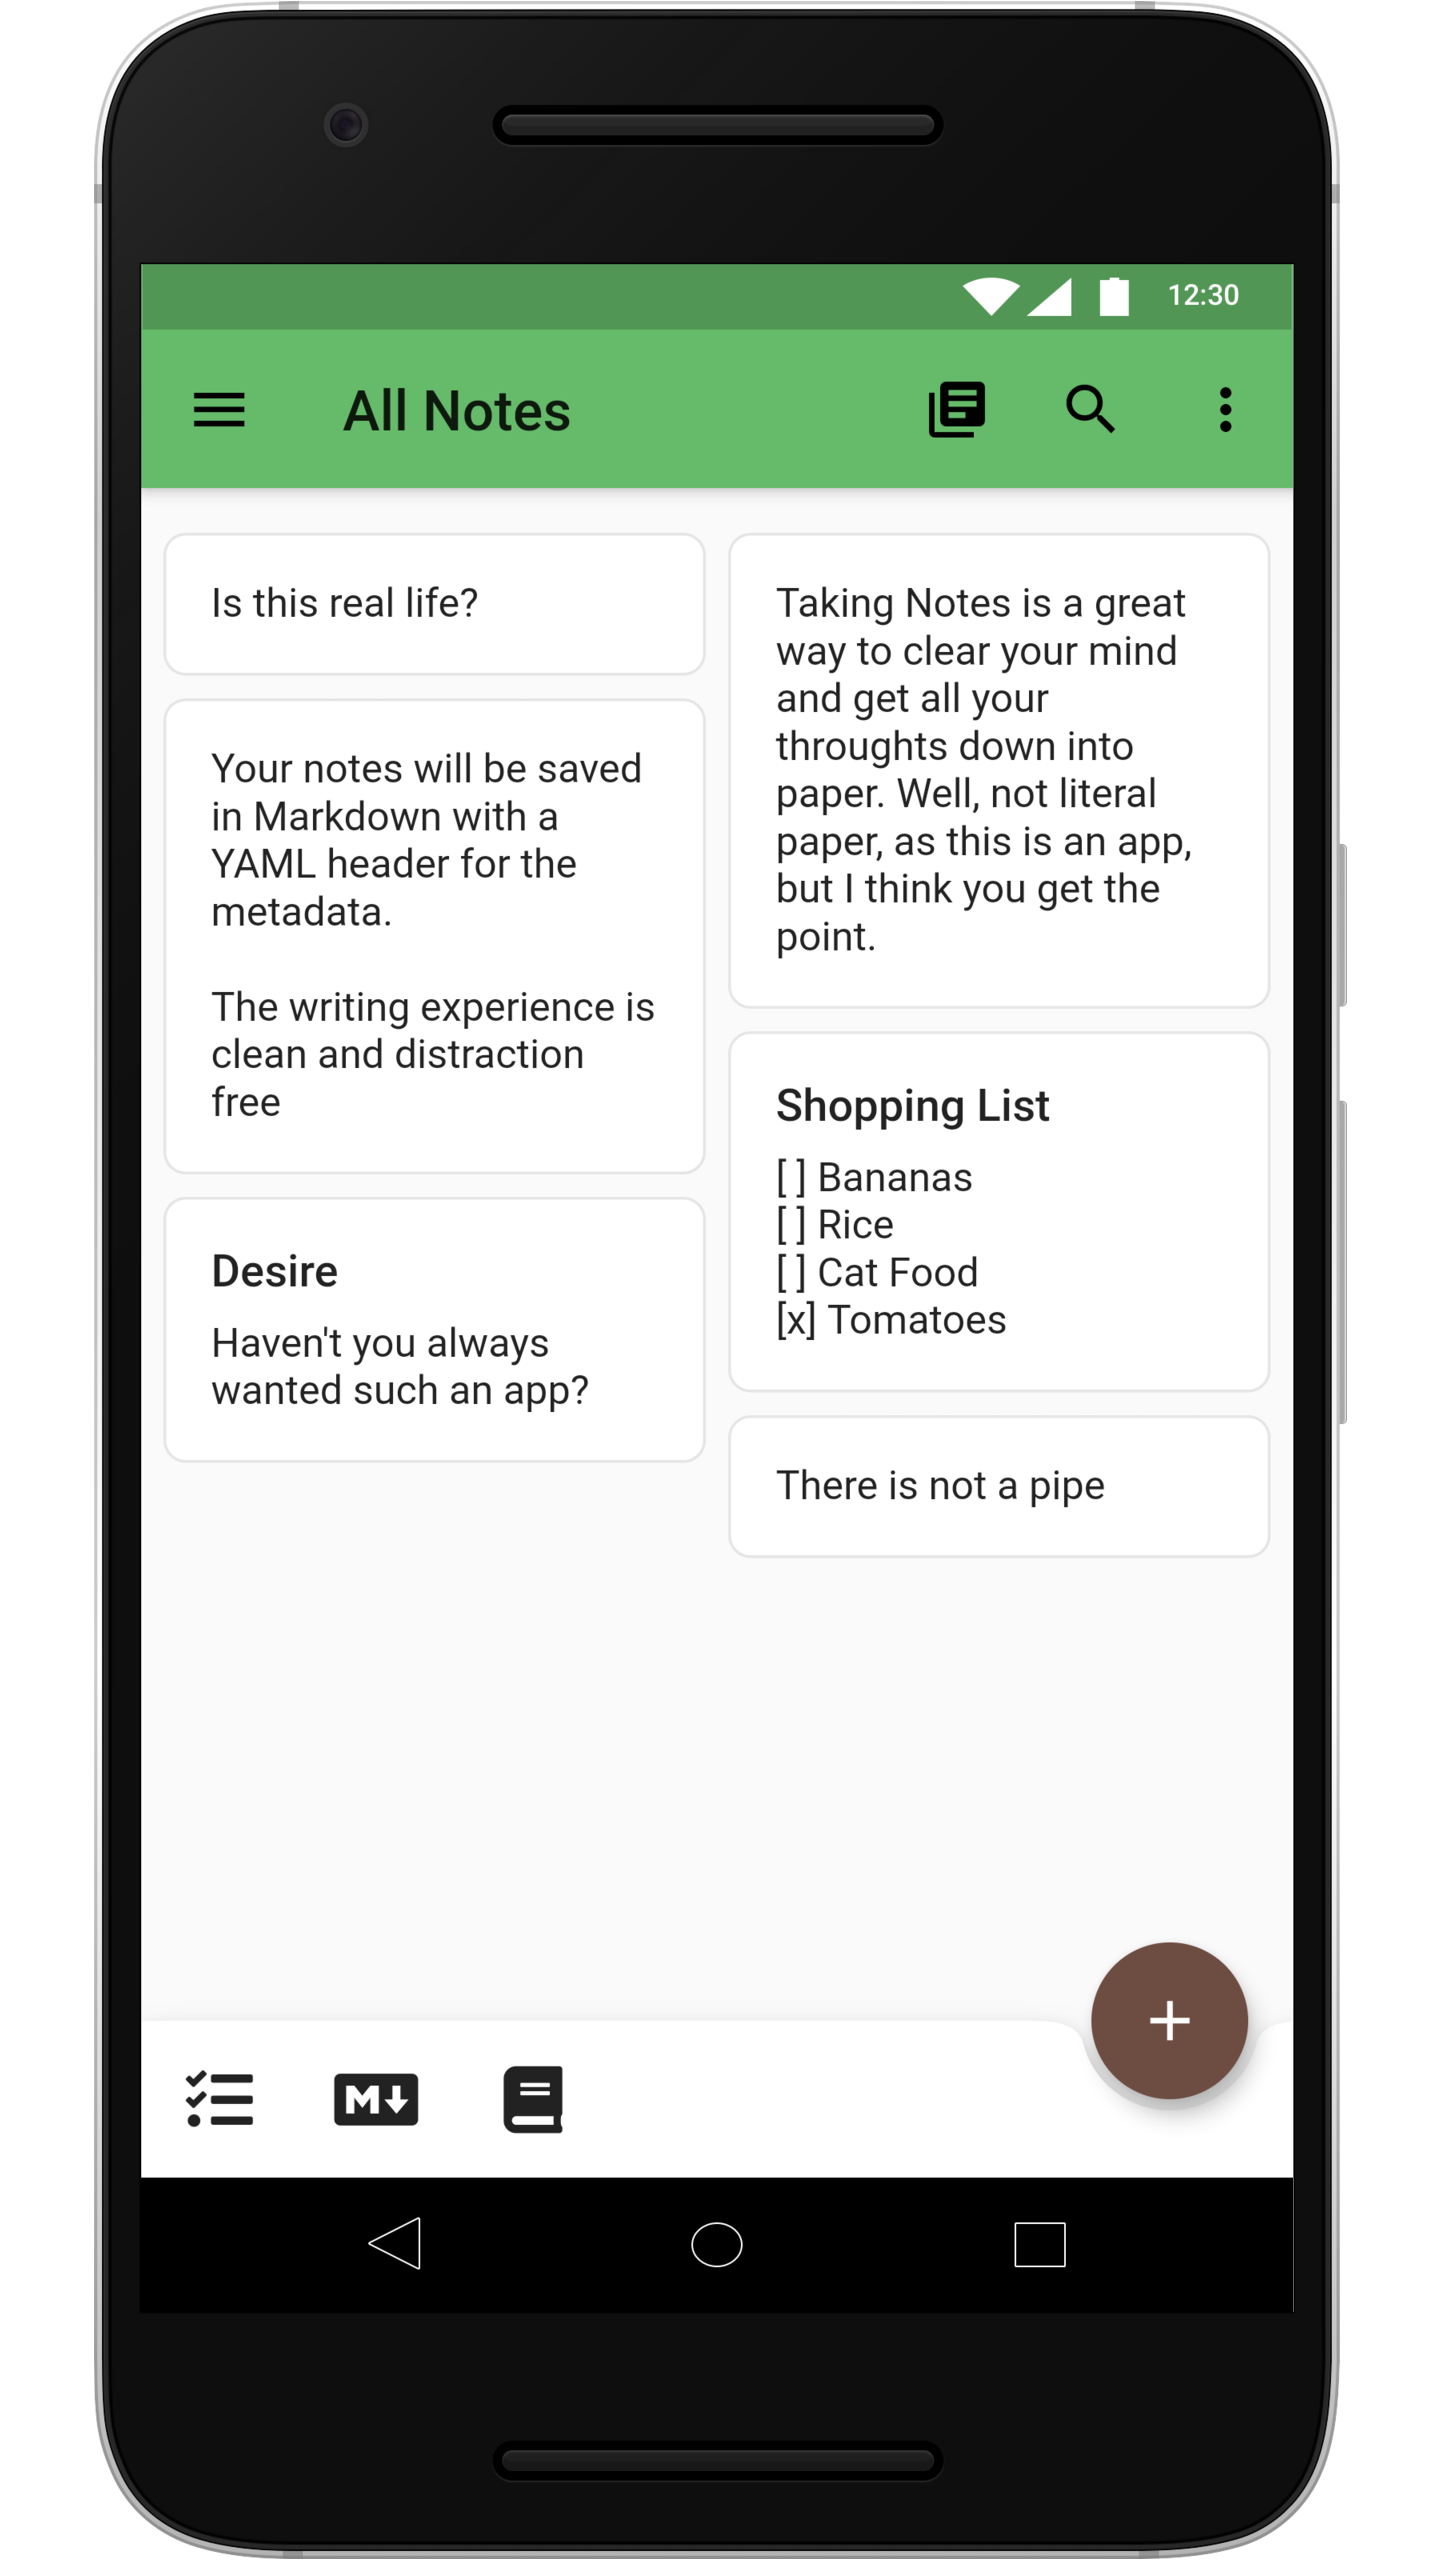 12:30
All Notes
Is this real life?
Your notes will be saved
in Markdown with a
YAML header for the
metadata.
The writing experience is
clean and distraction
free
Desire
Haven't you always
wanted such an app?
Taking Notes is a great
way to clear your mind
and get all your
throughts down into
paper. Well, not literal
paper, as this is an app,
but I think you get the
point.
Shopping List
[ ] Bananas
[ ] Rice
[ ] Cat Food
[x] Tomatoes
There is not a pipe
M